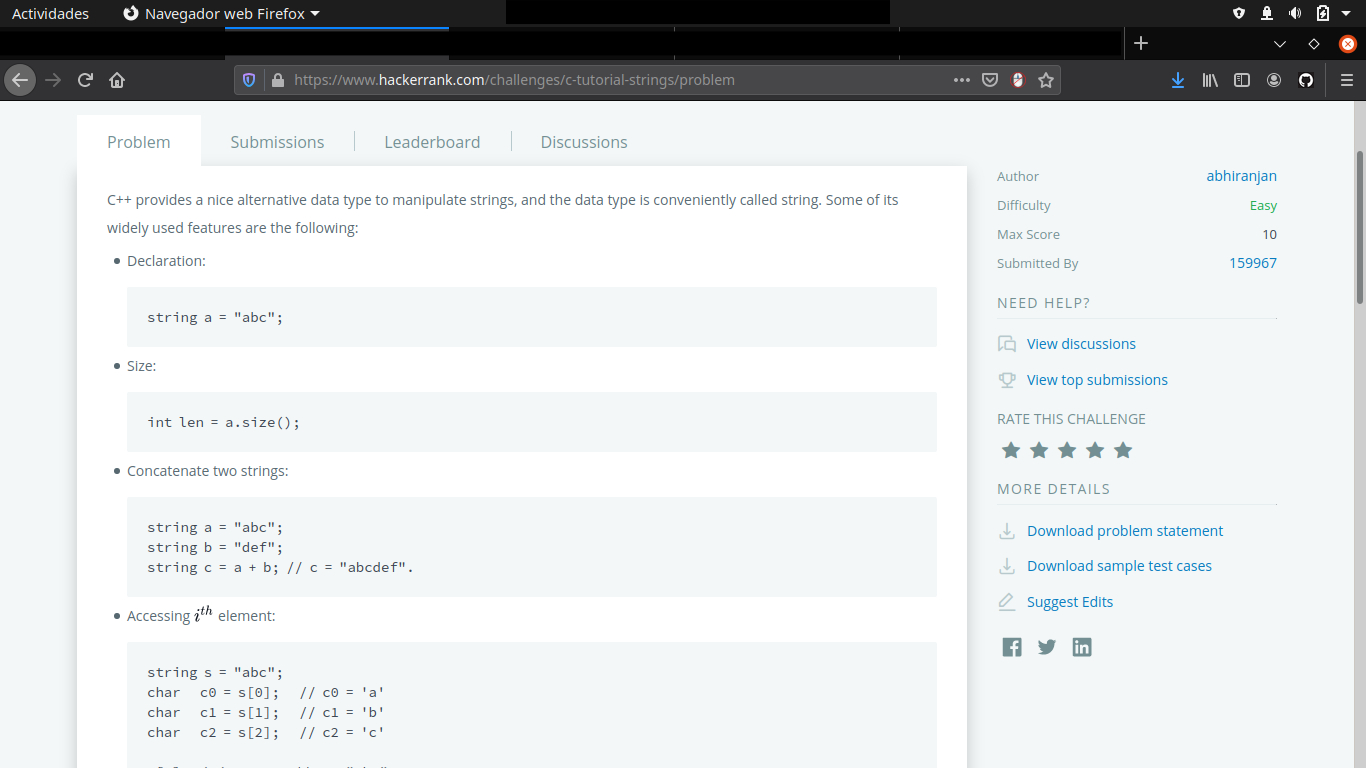 Actividades
Navegador web Firefox
https://www.hackerrank.com/challenges/c-tutorial-strings/problem
Problem
Submissions
Leaderboard
Discussions
C++ provides a nice alternative data type to manipulate strings, and the data type is conveniently called string. Some of its
widely used features are the following:
Declaration:
string a = "abc";
Size:
int len = a.size();
Concatenate two strings:
string a = "abc";
string b = "def";
string c = a + b; // c = "abcdef".
Accessing i^th element:
string s = "abc";
char c0 = s[0]; // c0 = 'a'
char c1 = s[1]; // c1 = 'b'
char c2 = s[2]; // c2 = 'c'
Author abhiranjan
Difficulty Easy
Max Score 10
Submitted By 159967
NEED HELP?
View discussions
View top submissions
RATE THIS CHALLENGE
MORE DETAILS
Download problem statement
Download sample test cases
Suggest Edits